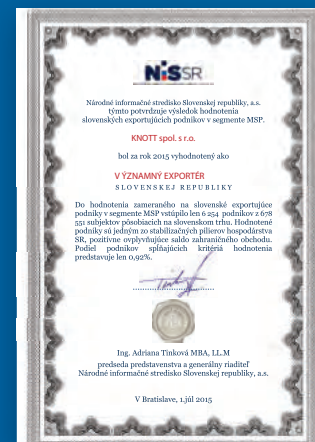 NiSSR
Národné informačné stredisko Slovenskej republiky, a.s.
týmto potvrdzuje výsledok hodnotenia
slovenských exportujúcich podnikov v segmente MSP.
KNOTT spol. s r.o.
bol za rok 2015 vyhodnotený ako
V ÝZNAMNÝ EXPORTÉR
SLOVENSKEJ REPUBLIKY
Do hodnotenia zameraného na slovenské exportujúce
podniky v segmente MSP vstúpilo len 6 254 podnikov z 678
551 subjektov pôsobiacich na slovenskom trhu. Hodnotené
podniky sú jedným zo stabilizačných pilierov hospodárstva
SR, pozitívne ovplyvňujúce saldo zahraničného obchodu.
Podiel podnikov spĺňajúcich kritériá hodnotenia
predstavuje len 0,92%.
Ing. Adriana Tinková MBA, LL.M
predseda predstavenstva a generálny riaditeľ
Národné informačné stredisko Slovenskej republiky, a.s.
V Bratislave, 1.júl 2015